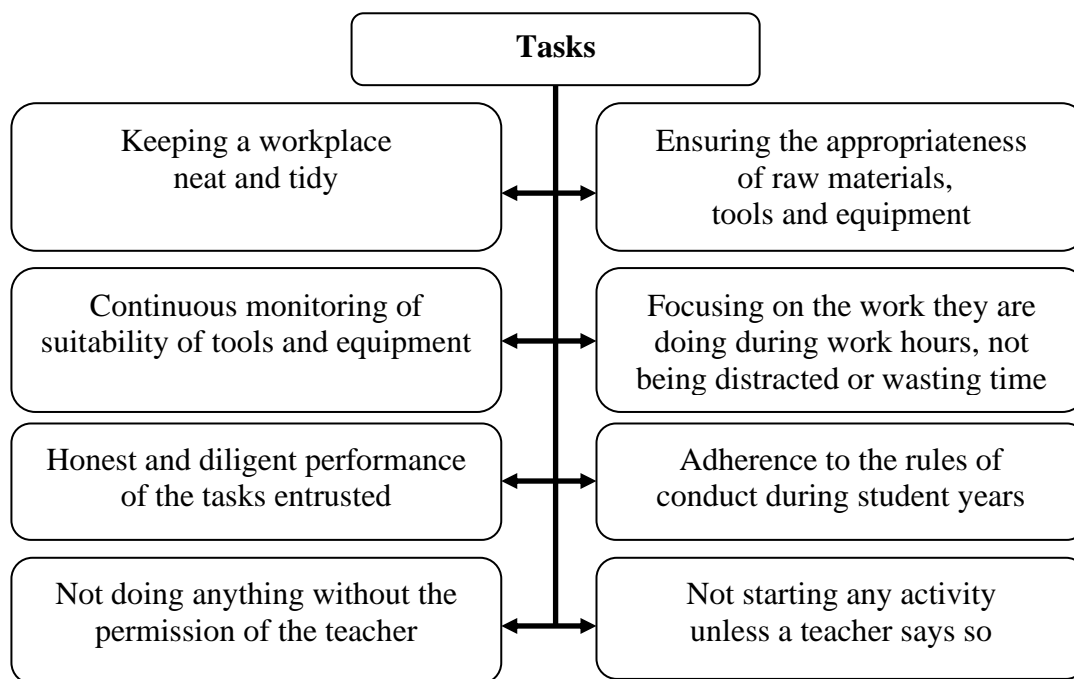 Tasks
Keeping a workplace
neat and tidy
Ensuring the appropriateness
of raw materials,
tools and equipment
Continuous monitoring of
suitability of tools and equipment
Focusing on the work they are
doing during work hours, not
being distracted or wasting time
Honest and diligent performance
of the tasks entrusted
Adherence to the rules of
conduct during student years
Not doing anything without the
permission of the teacher
Not starting any activity
unless a teacher says so